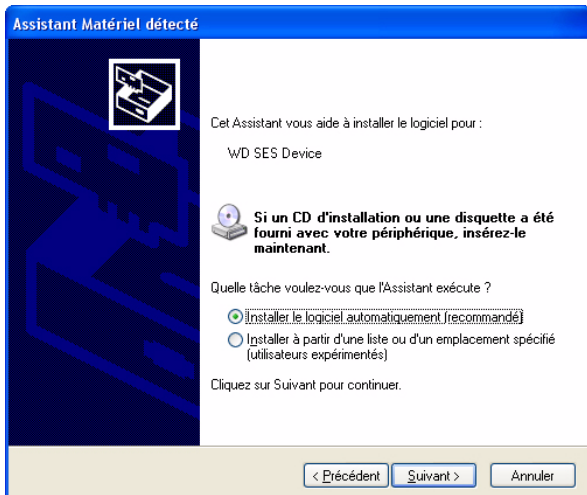 Assistant Matériel détecté
Cet Assistant vous aide à installer le logiciel pour :
WD SES Device
Si un CD d'installation ou une disquette a été
fourni avec votre périphérique, insérez-le
maintenant.
Quelle tâche voulez-vous que l'Assistant exécute ?
Installer le logiciel automatiquement (recommandé)
Installer à partir d'une liste ou d'un emplacement spécifié
(utilisateurs expérimentés)
Cliquez sur Suivant pour continuer.
< Précédent Suivant > Annuler